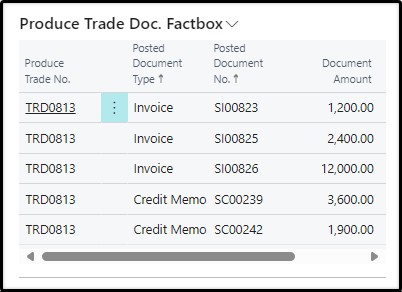 Produce Trade Doc. Factbox
Produce Trade No. Posted Document Type ↑ Posted Document No. ↑ Document Amount
TRD0813 Invoice SI00823 1,200.00
TRD0813 Invoice SI00825 2,400.00
TRD0813 Invoice SI00826 12,000.00
TRD0813 Credit Memo SC00239 3,600.00
TRD0813 Credit Memo SC00242 1,900.00